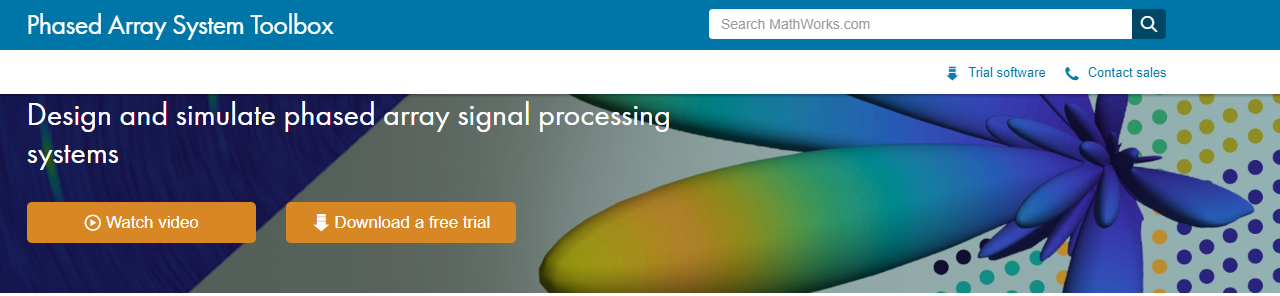 Phased Array System Toolbox
Search MathWorks.com
Trial software
Contact sales
Design and simulate phased array signal processing
systems
Watch video
Download a free trial